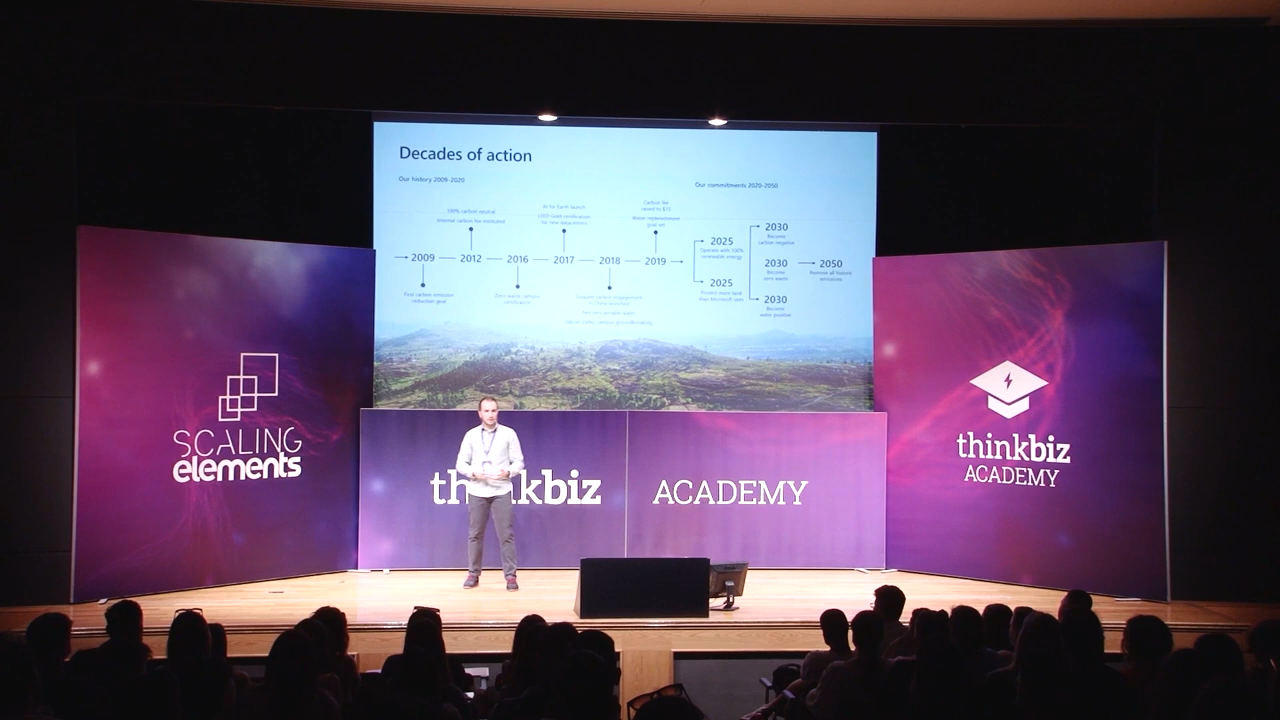 Decades of action
Our history 2009-2020
Our commitments 2020-2050
100% carbon neutral
Internal carbon fee instituted
AI for Earth launch
LEED Gold certification
for new datacenters
Carbon fee
raised to $15
Water replenishment
goal set
2009
2012
2016
2017
2018
2019
First carbon emission
reduction goal
Zero waste campus
certification
Silicon Valley campus groundbreaking
2025
Operate with 100%
renewable energy
2025
Protect more land
than Microsoft uses
2030
Become
carbon negative
2030
Become
zero waste
2030
Become
water positive
2050
Remove all historic
emissions
SCALING
elements
thinkbiz ACADEMY
thinkbiz
ACADEMY